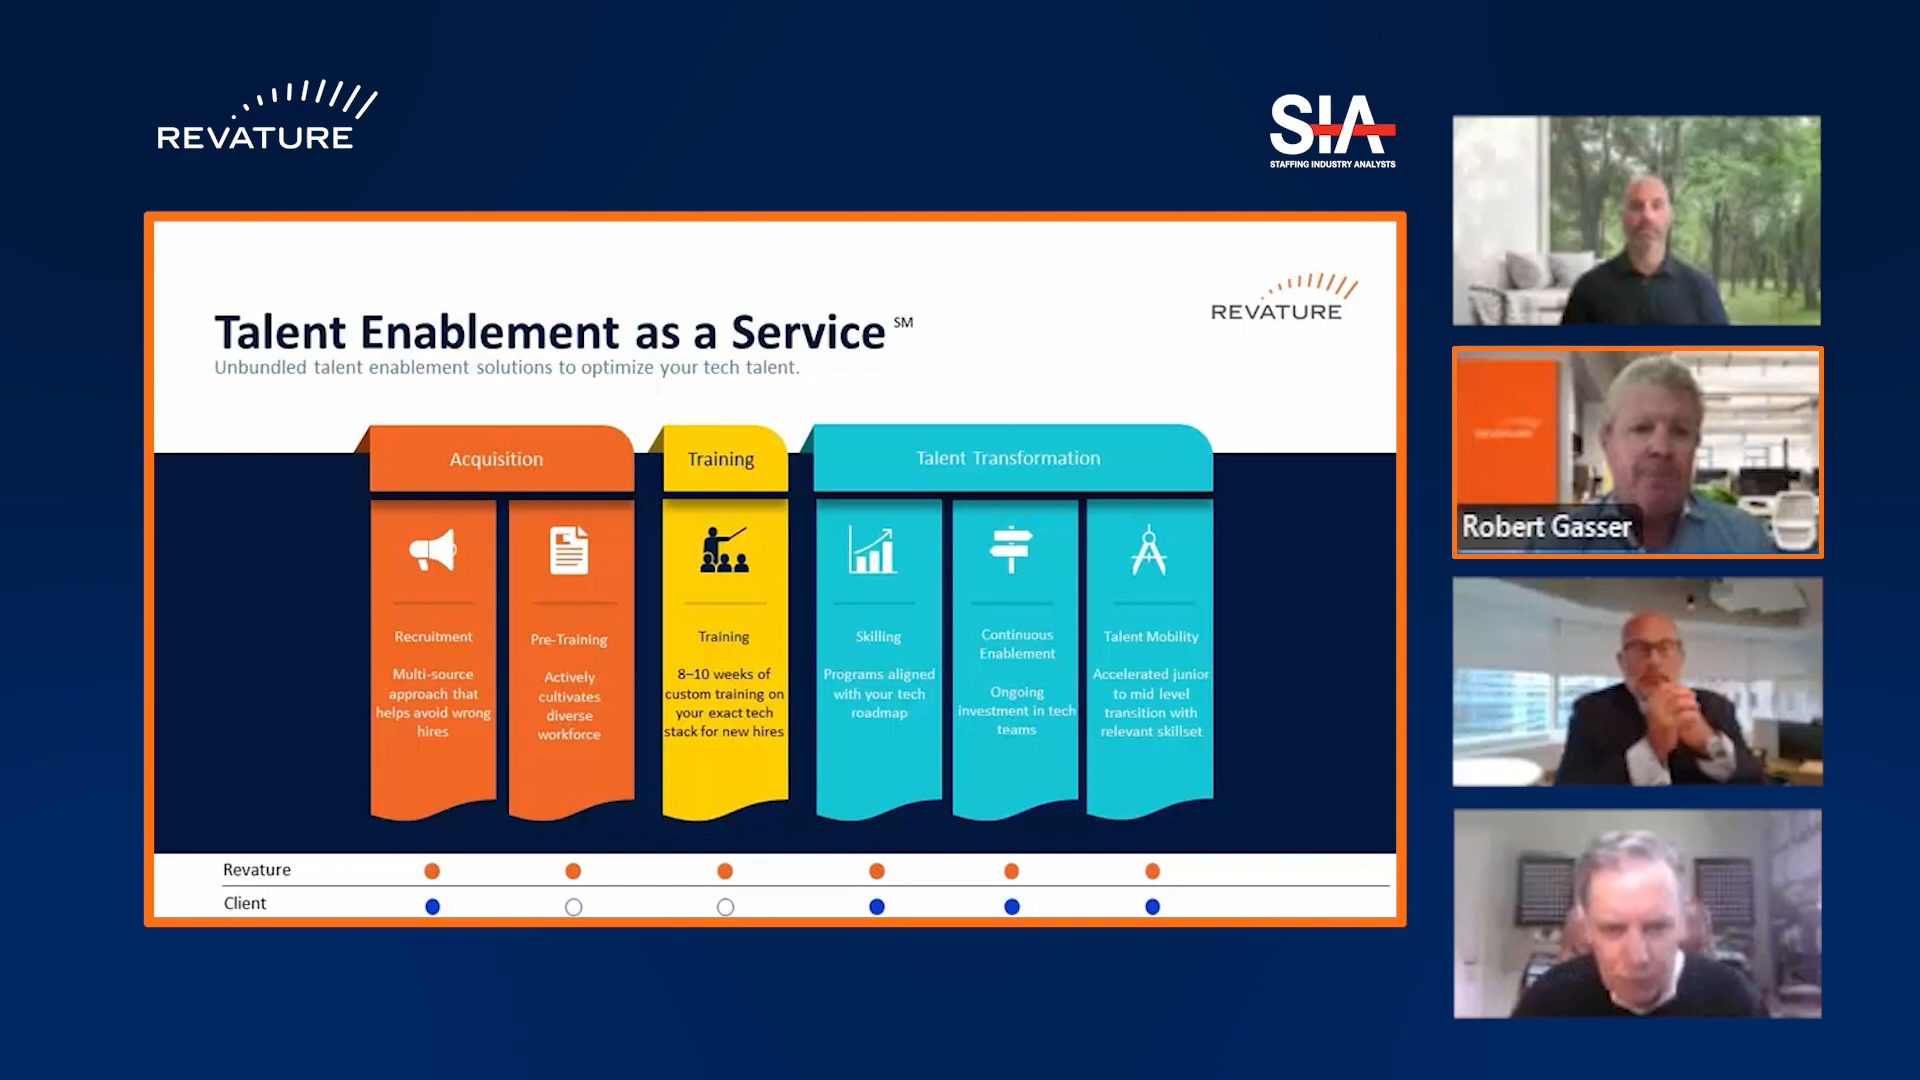 REVATURE
SIA
STAFFING INDUSTRY ANALYSTS
REVATURE
Talent Enablement as a Service SM
Unbundled talent enablement solutions to optimize your tech talent.
Acquisition
Training
Talent Transformation
Recruitment
Multi-source
approach that
helps avoid wrong
hires
Pre-Training
Actively
cultivates
diverse
workforce
Training
8–10 weeks of
custom training on
your exact tech
stack for new hires
Skilling
Programs aligned
with your tech
roadmap
Continuous
Enablement
Ongoing
investment in tech
teams
Talent Mobility
Accelerated junior
to mid level
transition with
relevant skillset
Revature
Client
Robert Gasser